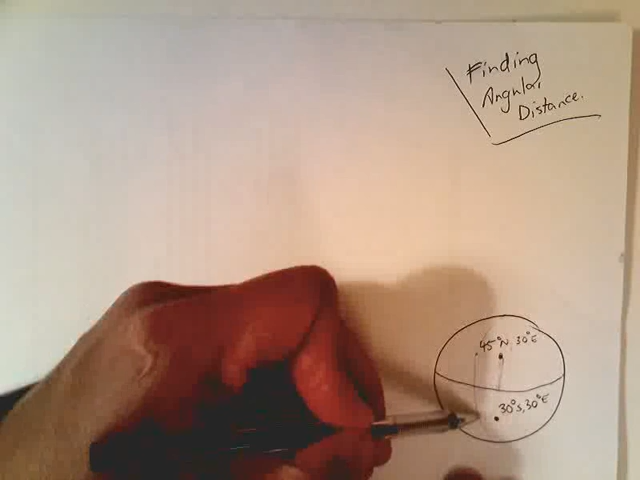 Finding
Angular
Distance.
45°N, 30°E
30°S, 30°E